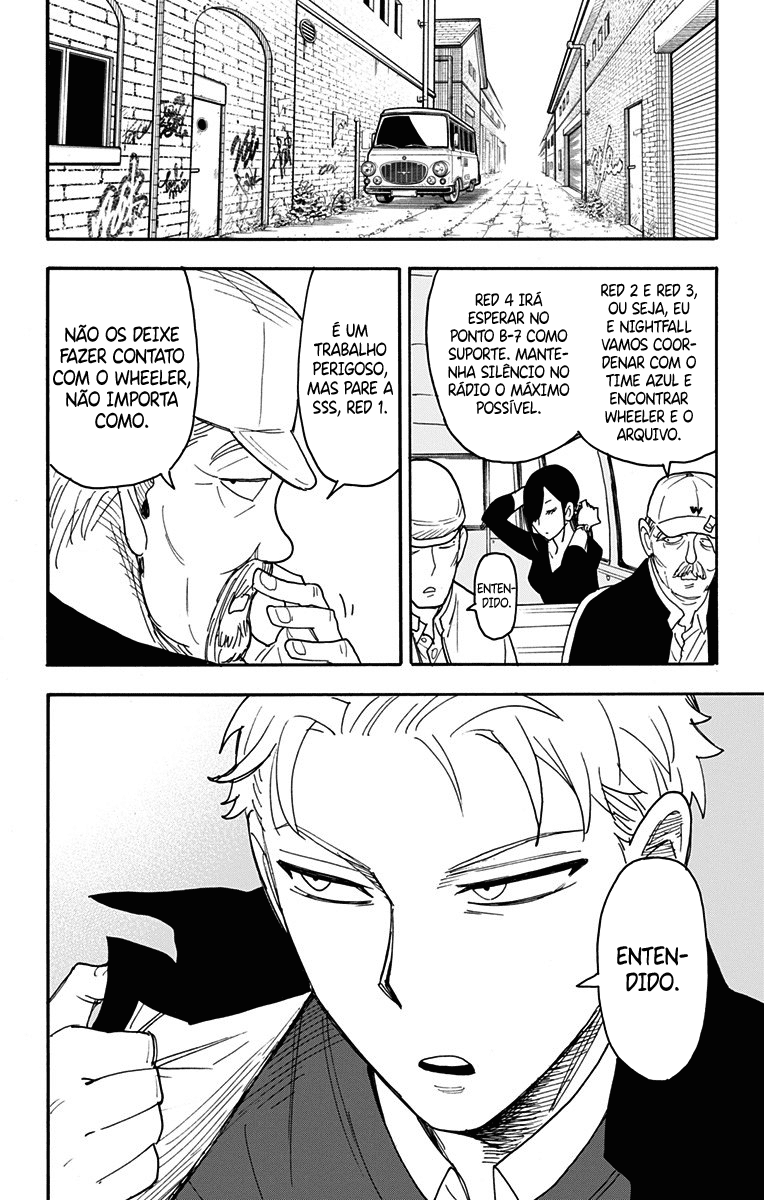 RED 2 E RED 3,
OU SEJA, EU
E NIGHTFALL
VAMOS COOR-
DENAR COM O
TIME AZUL E
ENCONTRAR
WHEELER E O
ARQUIVO.
RED 4 IRÁ
ESPERAR NO
PONTO B-7 COMO
SUPORTE. MANTE-
NHA SILÊNCIO NO
RÁDIO O MÁXIMO
POSSÍVEL.
ENTEN-
DIDO.
É UM
TRABALHO
PERIGOSO,
MAS PARE A
SSS, RED 1.
NÃO OS DEIXE
FAZER CONTATO
COM O WHEELER,
NÃO IMPORTA
COMO.
ENTEN-
DIDO.